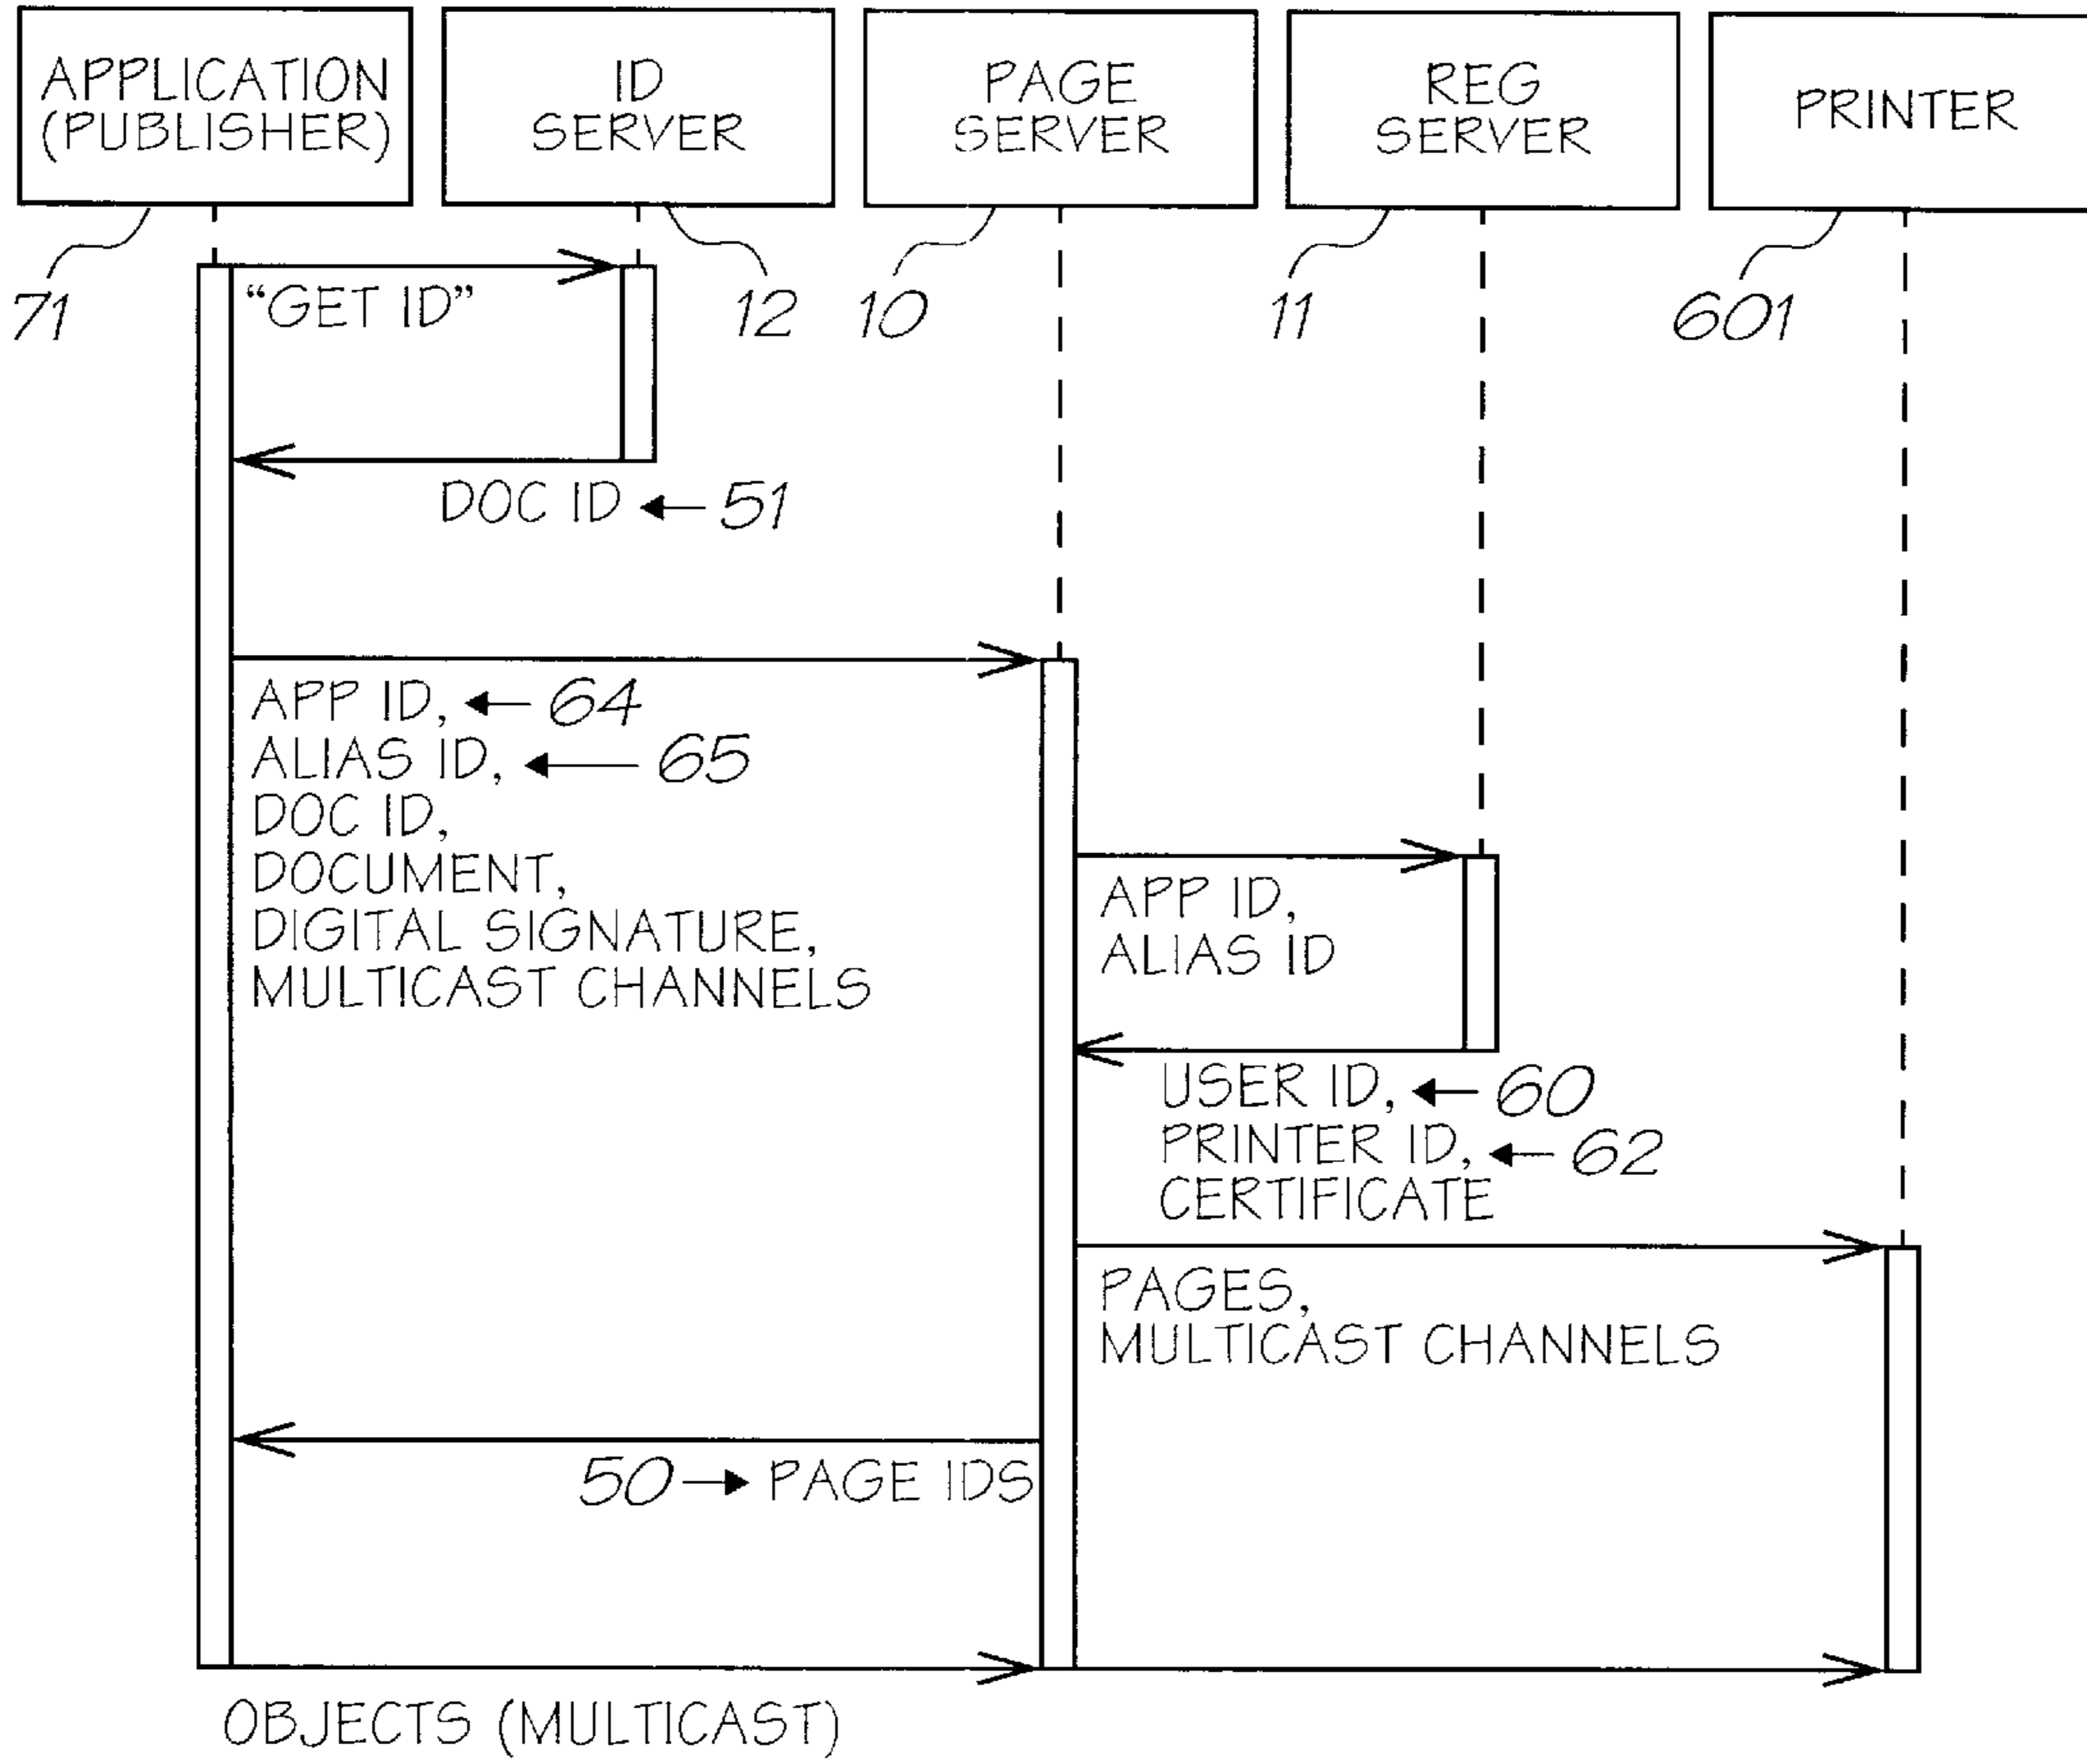 APPLICATION
(PUBLISHER)
ID
SERVER
PAGE
SERVER
REG
SERVER
PRINTER
71
12
10
11
601
“GET ID”
DOC ID 51
APP ID, 64
ALIAS ID, 65
DOC ID,
DOCUMENT,
DIGITAL SIGNATURE,
MULTICAST CHANNELS
APP ID,
ALIAS ID
USER ID, 60
PRINTER ID, 62
CERTIFICATE
PAGES,
MULTICAST CHANNELS
50 PAGE IDS
OBJECTS (MULTICAST)